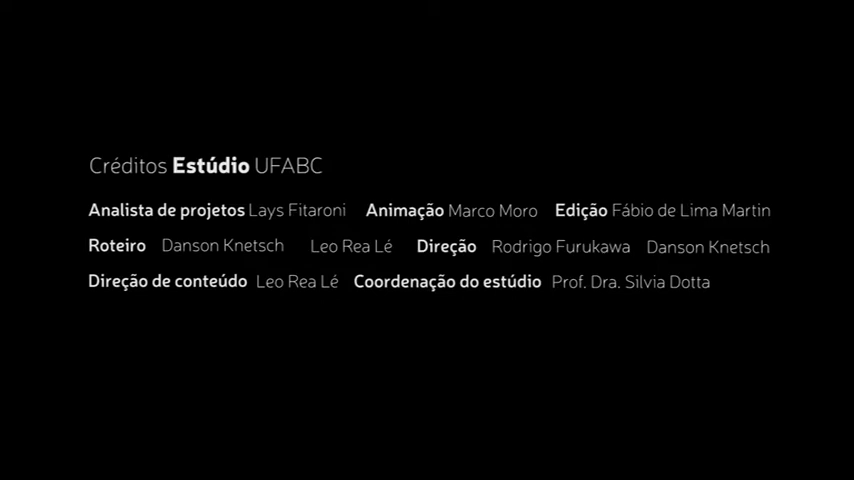 Créditos Estúdio UFABC
Analista de projetos Lays Fitaroni Animação Marco Moro Edição Fábio de Lima Martin
Roteiro Danson Knetsch Leo Rea Lé Direção Rodrigo Furukawa Danson Knetsch
Direção de conteúdo Leo Rea Lé Coordenação do estúdio Prof. Dra. Silvia Dotta